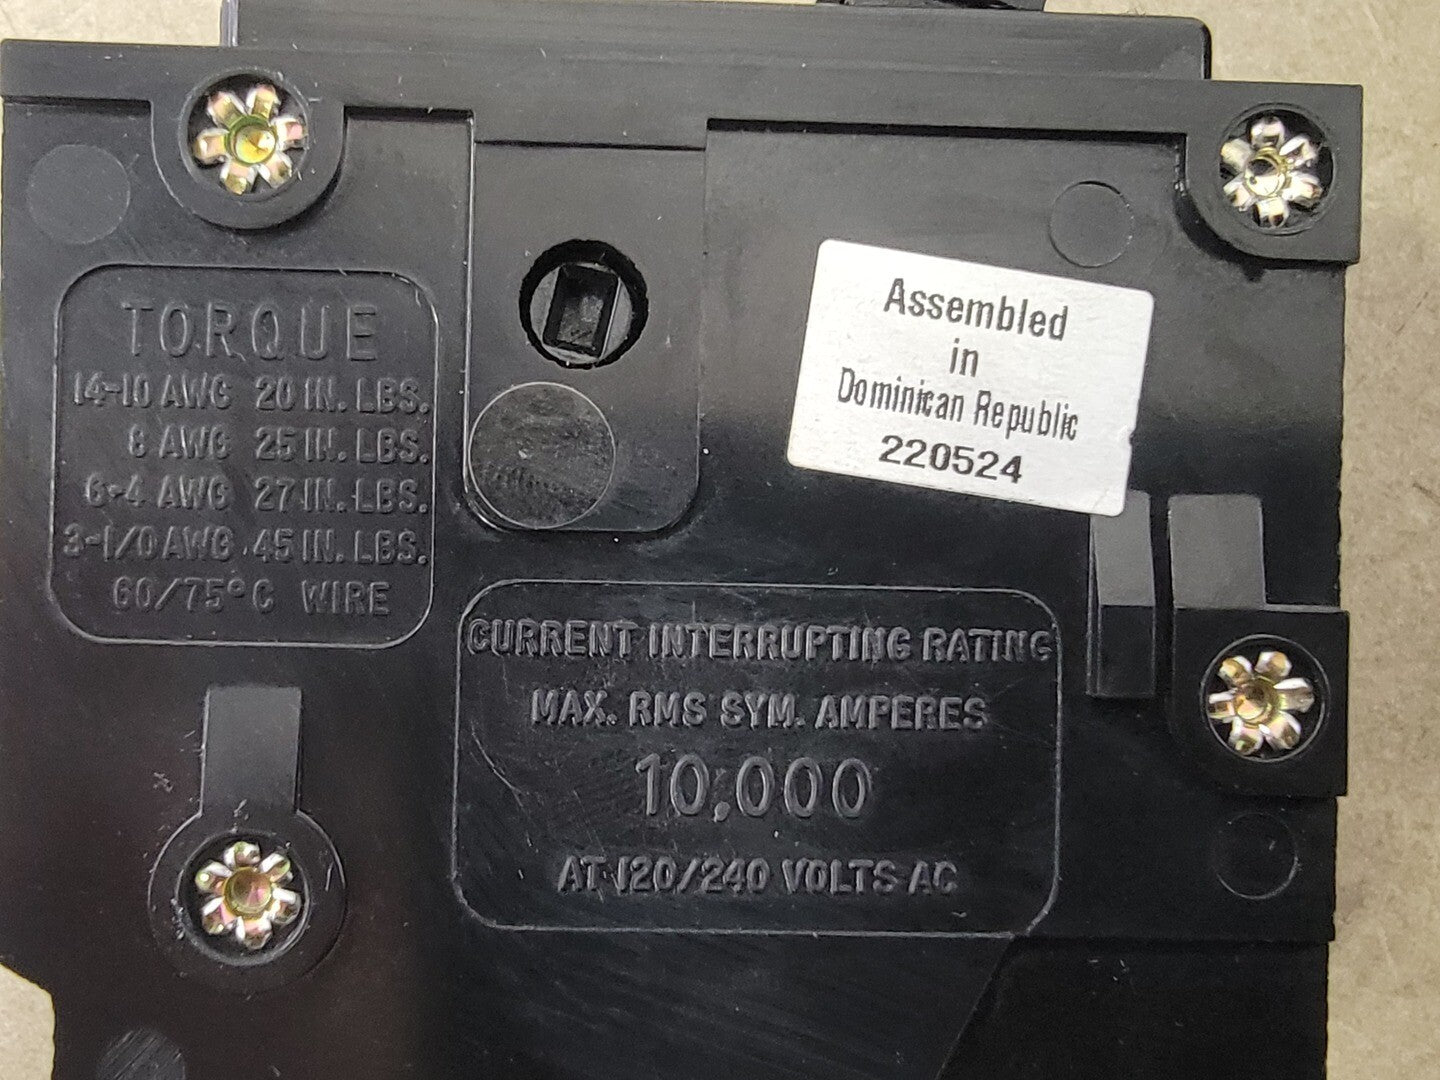 TORQUE
14-10 AWG 20 IN. LBS.
8 AWG 25 IN. LBS.
6-4 AWG 27 IN. LBS.
3-1/0 AWG 45 IN. LBS.
60/75°C WIRE
Assembled
in
Dominican Republic
220524
CURRENT INTERRUPTING RATING
MAX. RMS SYM. AMPERES
10,000
AT 120/240 VOLTS AC